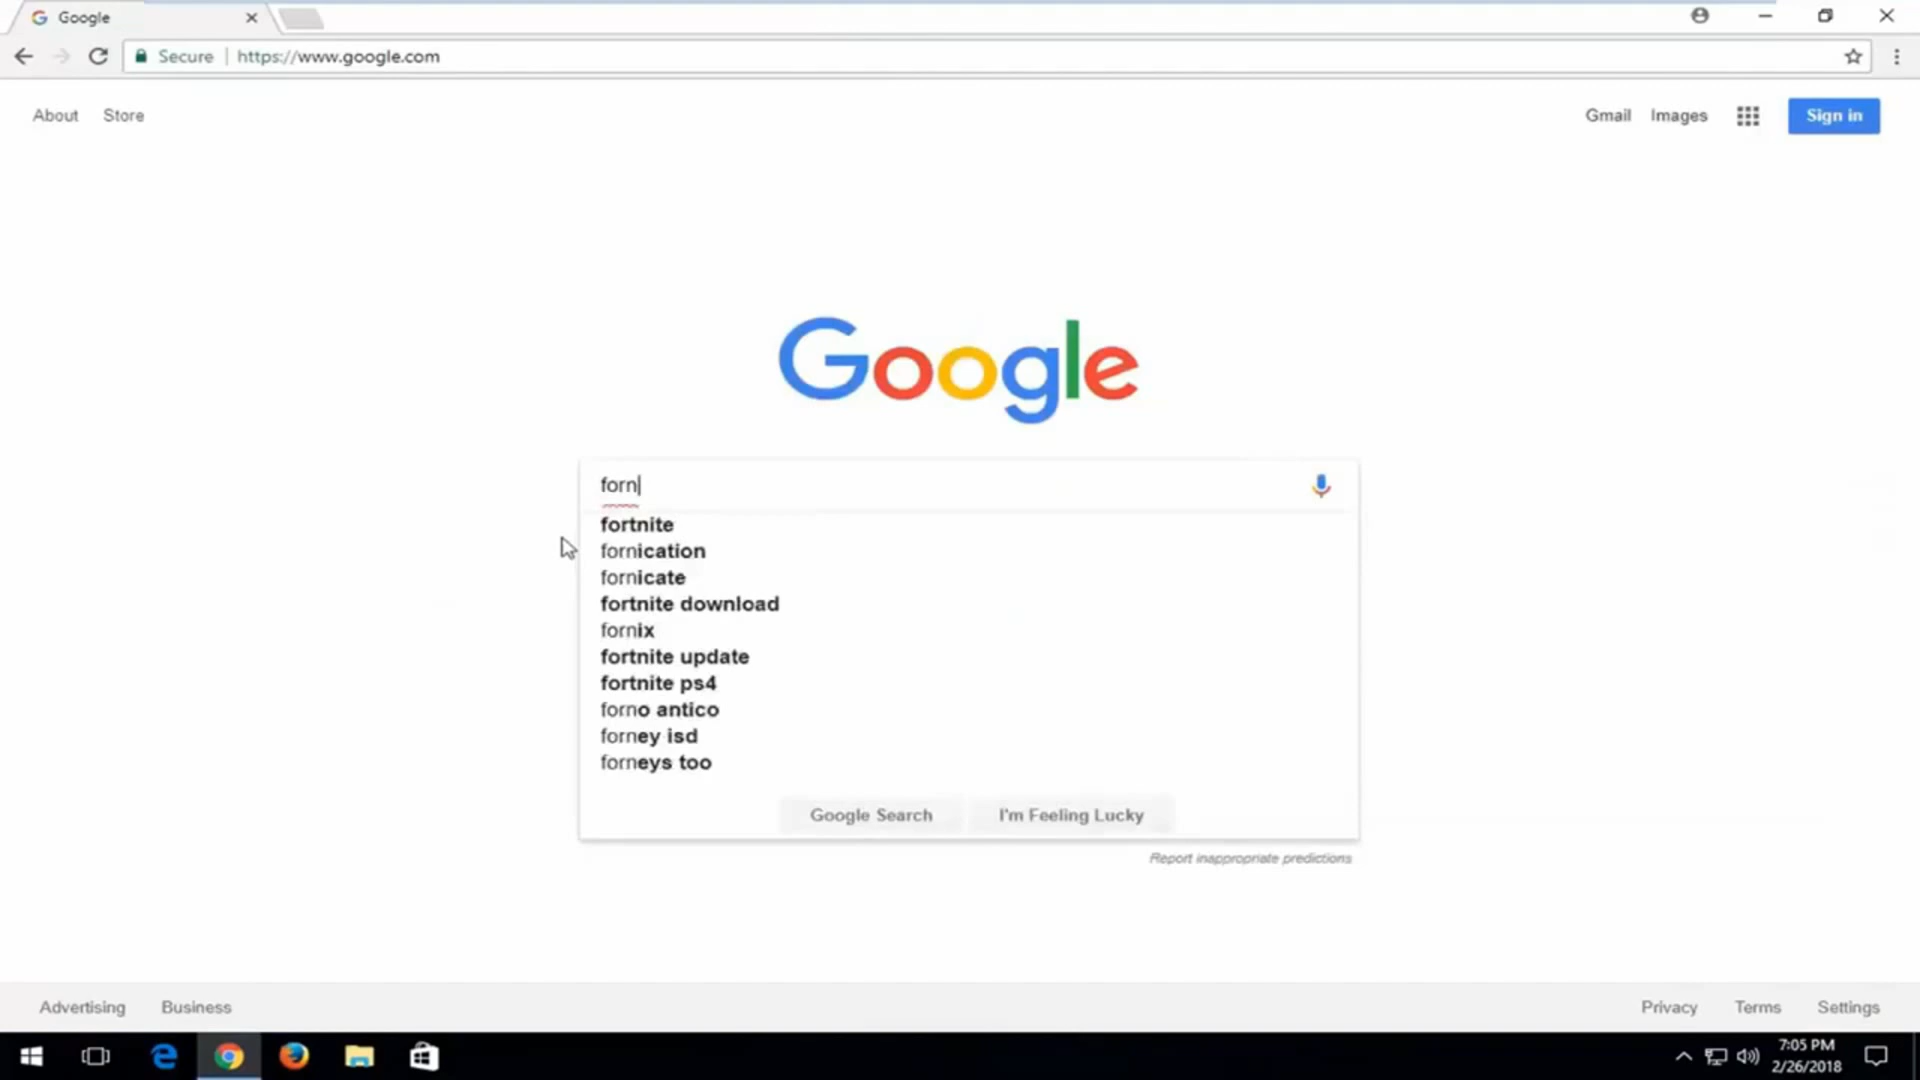 Google
Secure | https://www.google.com
About Store
Gmail Images Sign in
Google
forn
fortnite
fornication
fornicate
fortnite download
fornix
fortnite update
fortnite ps4
forno antico
forney isd
forneys too
Google Search I'm Feeling Lucky
Report inappropriate predictions
Advertising Business
Privacy Terms Settings
7:05 PM
2/26/2018